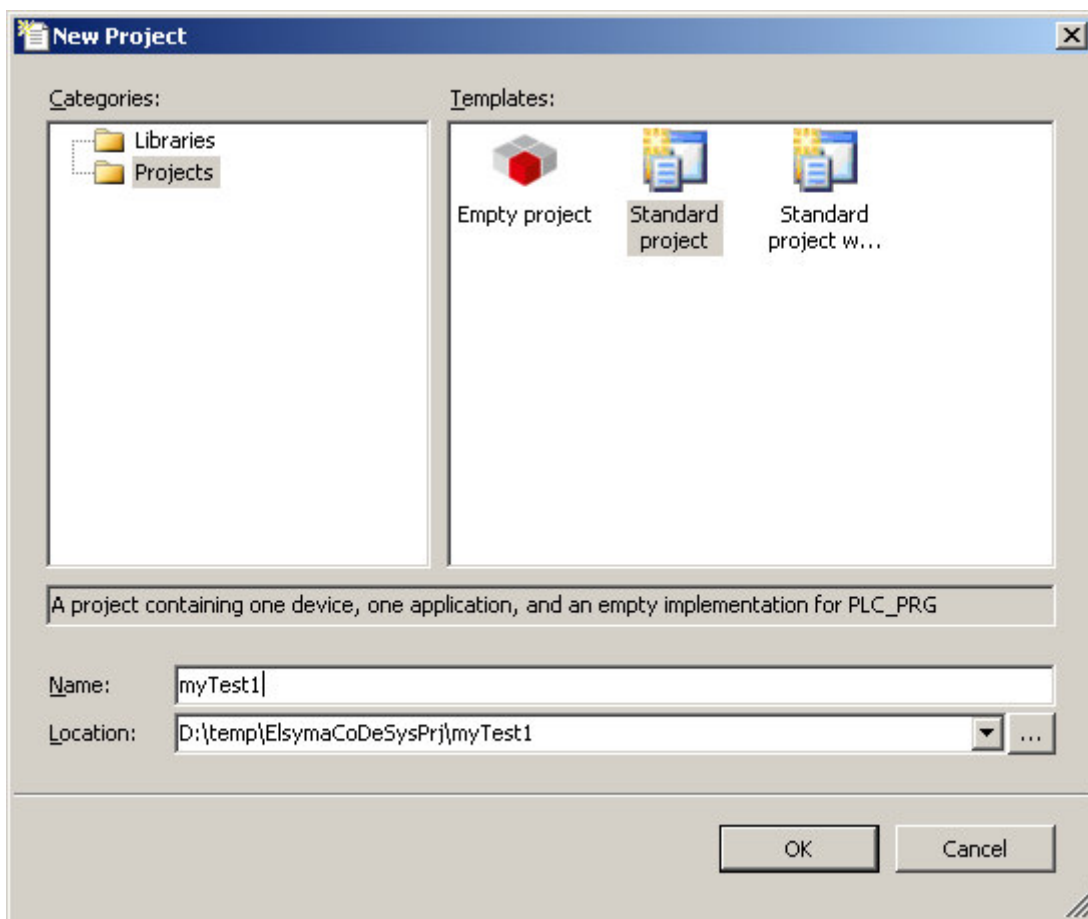 New Project
Categories:
Templates:
Libraries
Projects
Empty project
Standard
project
Standard
project w...
A project containing one device, one application, and an empty implementation for PLC_PRG
Name:
myTest1
Location:
D:\temp\ElsymaCoDeSysPrj\myTest1
...
OK
Cancel